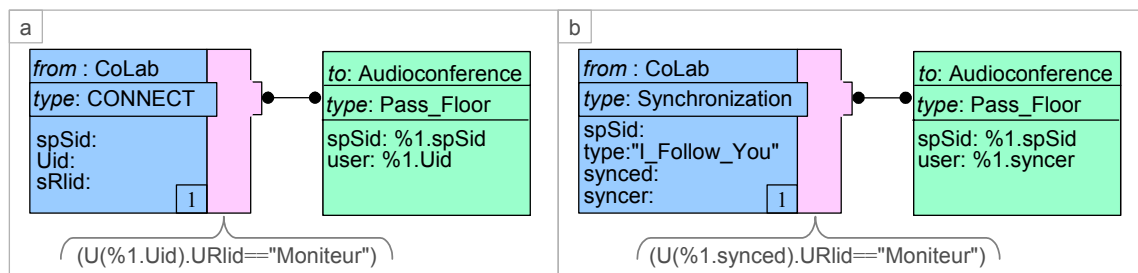 a
from : CoLab
type: CONNECT
spSid:
Uid:
sRlid:
1
to: Audioconference
type: Pass_Floor
spSid: %1.spSid
user: %1.Uid
(U(%1.Uid).URlid=="Moniteur")
b
from : CoLab
type: Synchronization
spSid:
type:"I_Follow_You"
synced:
syncer:
1
to: Audioconference
type: Pass_Floor
spSid: %1.spSid
user: %1.syncer
(U(%1.synced).URlid=="Moniteur")